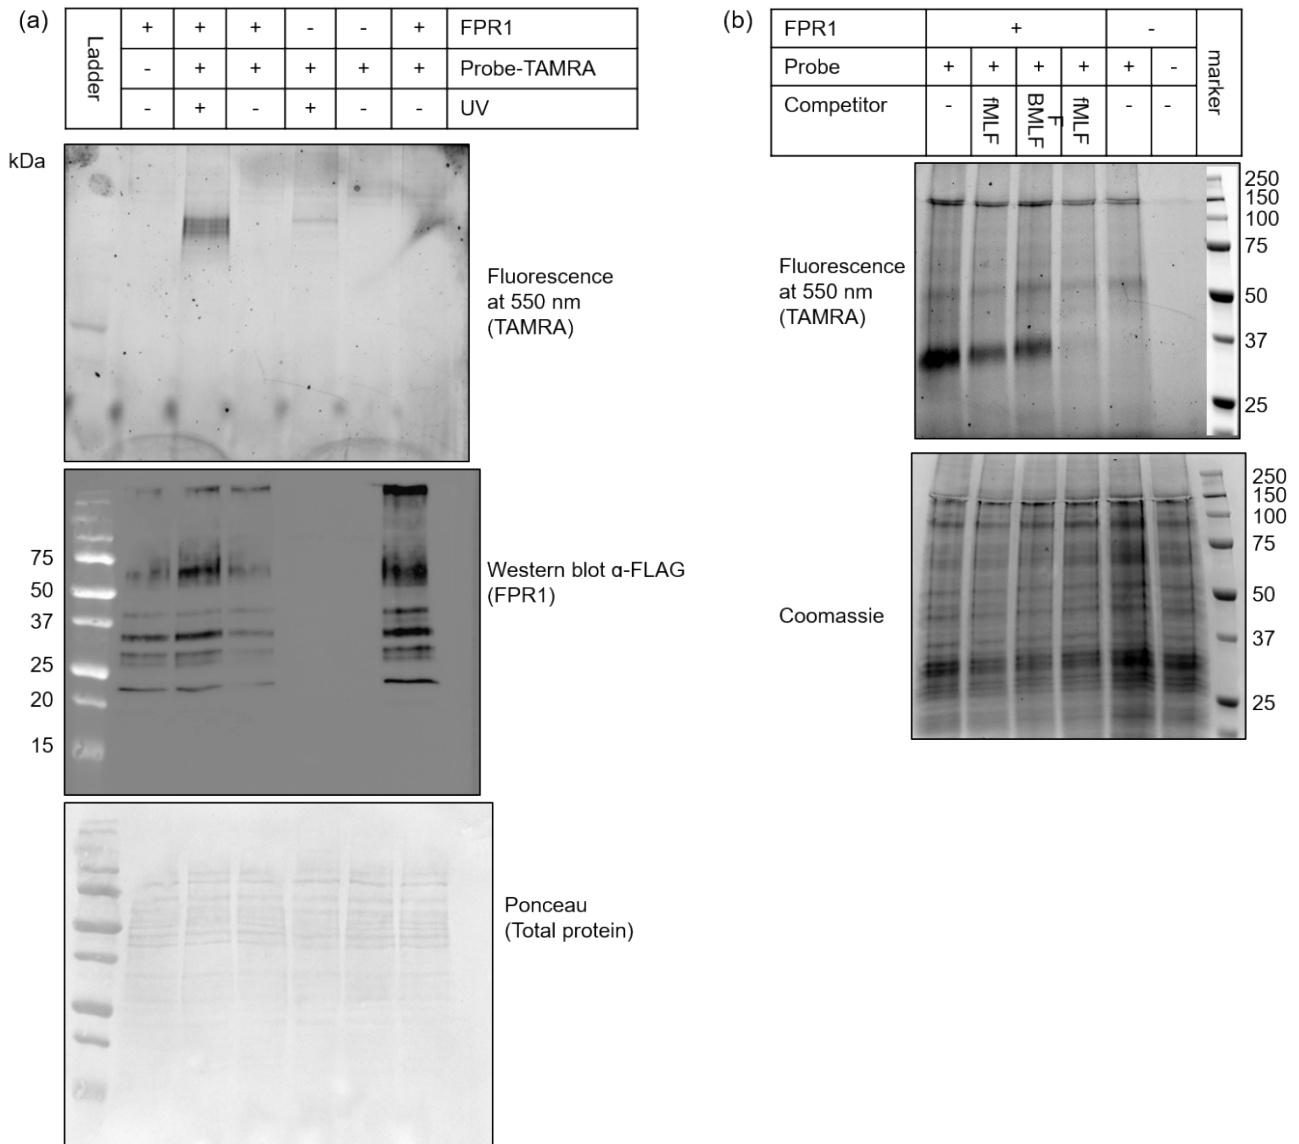 (a)
Ladder + + + - - + FPR1
- + + + + + Probe-TAMRA
- + - + - + UV
kDa
Fluorescence
at 550 nm
(TAMRA)
75
50
37
25
20
15
Western blot α-FLAG
(FPR1)
Ponceau
(Total protein)
(b)
FPR1 + - marker
Probe + + + + + -
Competitor - fMLF BMLF F fMLF - -
Fluorescence
at 550 nm
(TAMRA)
250
150
100
75
50
37
25
Coomassie
250
150
100
75
50
37
25